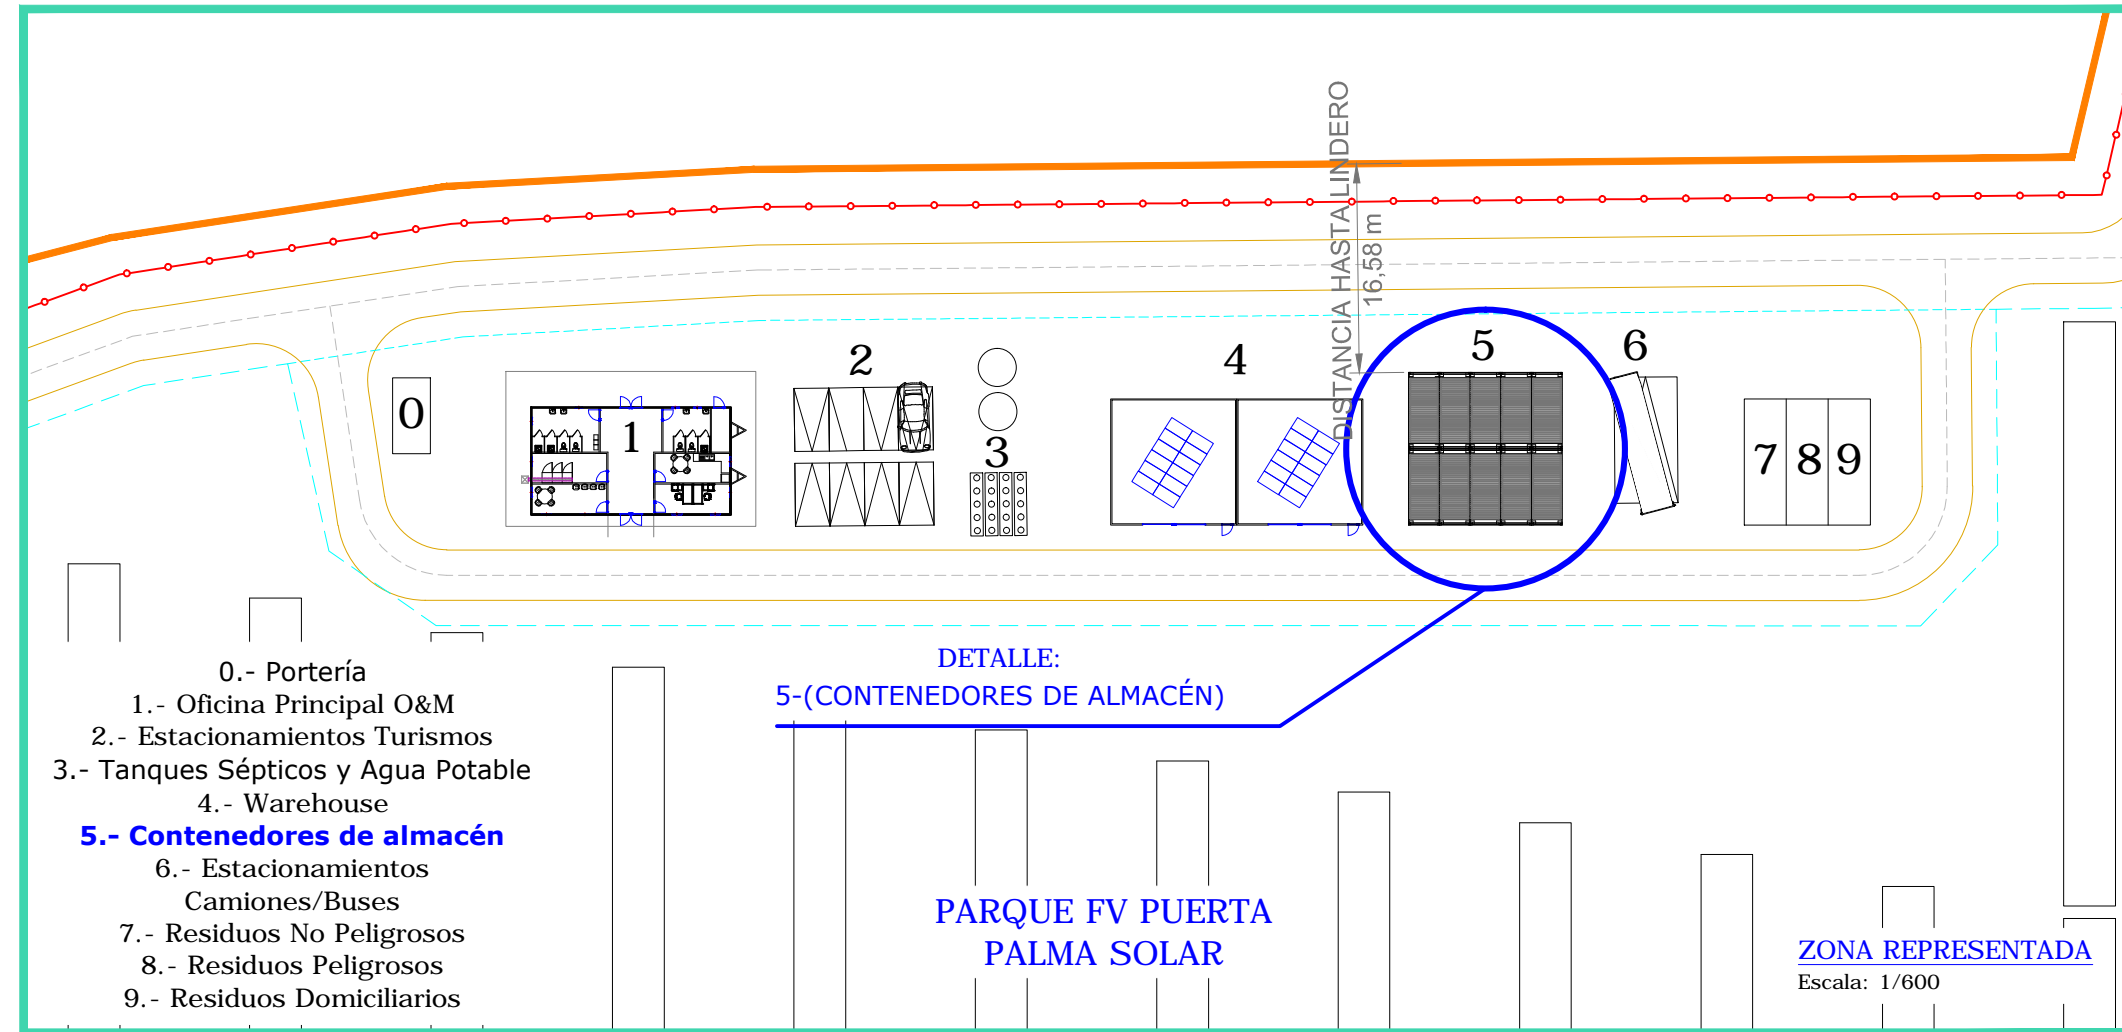 DISTANCIA HASTA LINDERO
16,58 m
0
1
2
3
4
5
6
7
8
9
DETALLE:
5-(CONTENEDORES DE ALMACÉN)
0.- Portería
1.- Oficina Principal O&M
2.- Estacionamientos Turismos
3.- Tanques Sépticos y Agua Potable
4.- Warehouse
5.- Contenedores de almacén
6.- Estacionamientos
Camiones/Buses
7.- Residuos No Peligrosos
8.- Residuos Peligrosos
9.- Residuos Domiciliarios
PARQUE FV PUERTA
PALMA SOLAR
ZONA REPRESENTADA
Escala: 1/600